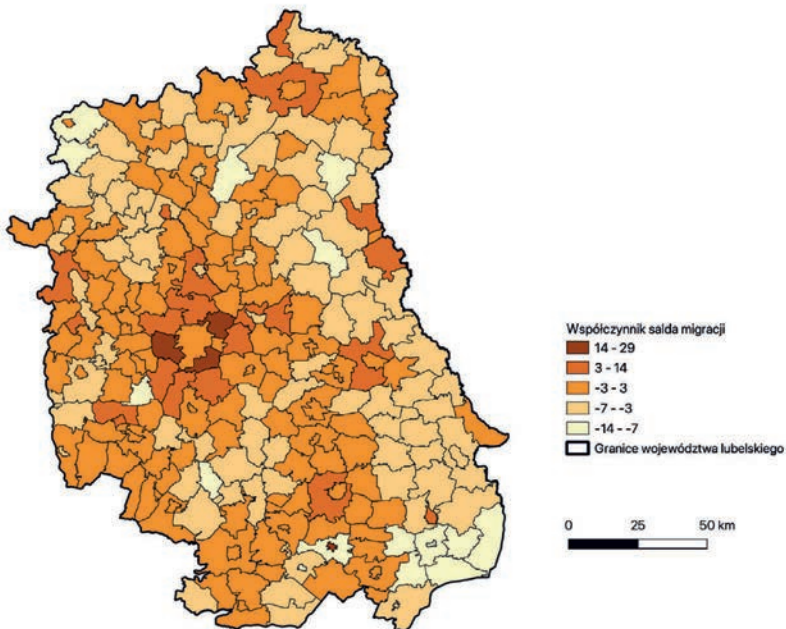 Współczynnik salda migracji
14 - 29
3 - 14
-3 - 3
-7 - -3
-14 - -7
Granice województwa lubelskiego
0 25 50 km